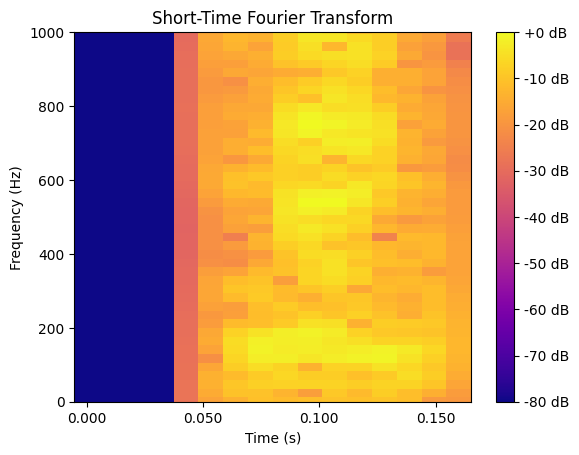 Short-Time Fourier Transform
Frequency (Hz)
1000
800
600
400
200
0
0.000
0.050
0.100
0.150
Time (s)
+0 dB
-10 dB
-20 dB
-30 dB
-40 dB
-50 dB
-60 dB
-70 dB
-80 dB